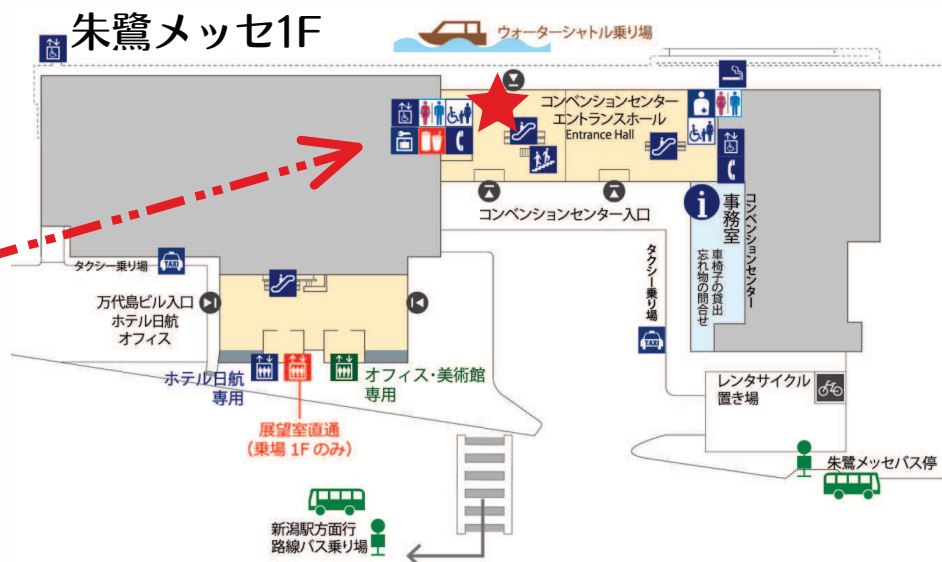 朱鷺メッセ1F
ウォーターシャトル乗り場
コンベンションセンター
エントランスホール
Entrance Hall
コンベンションセンター入口
i
事務室
コンベンションセンター
車椅子の貸出
忘れ物の問合せ
タクシー乗り場
TAXI
タクシー乗り場
TAXI
万代島ビル入口
ホテル日航
オフィス
ホテル日航
専用
オフィス・美術館
専用
展望室直通
(乗場 1F のみ)
レンタサイクル
置き場
朱鷺メッセバス停
新潟駅方面行
路線バス乗り場